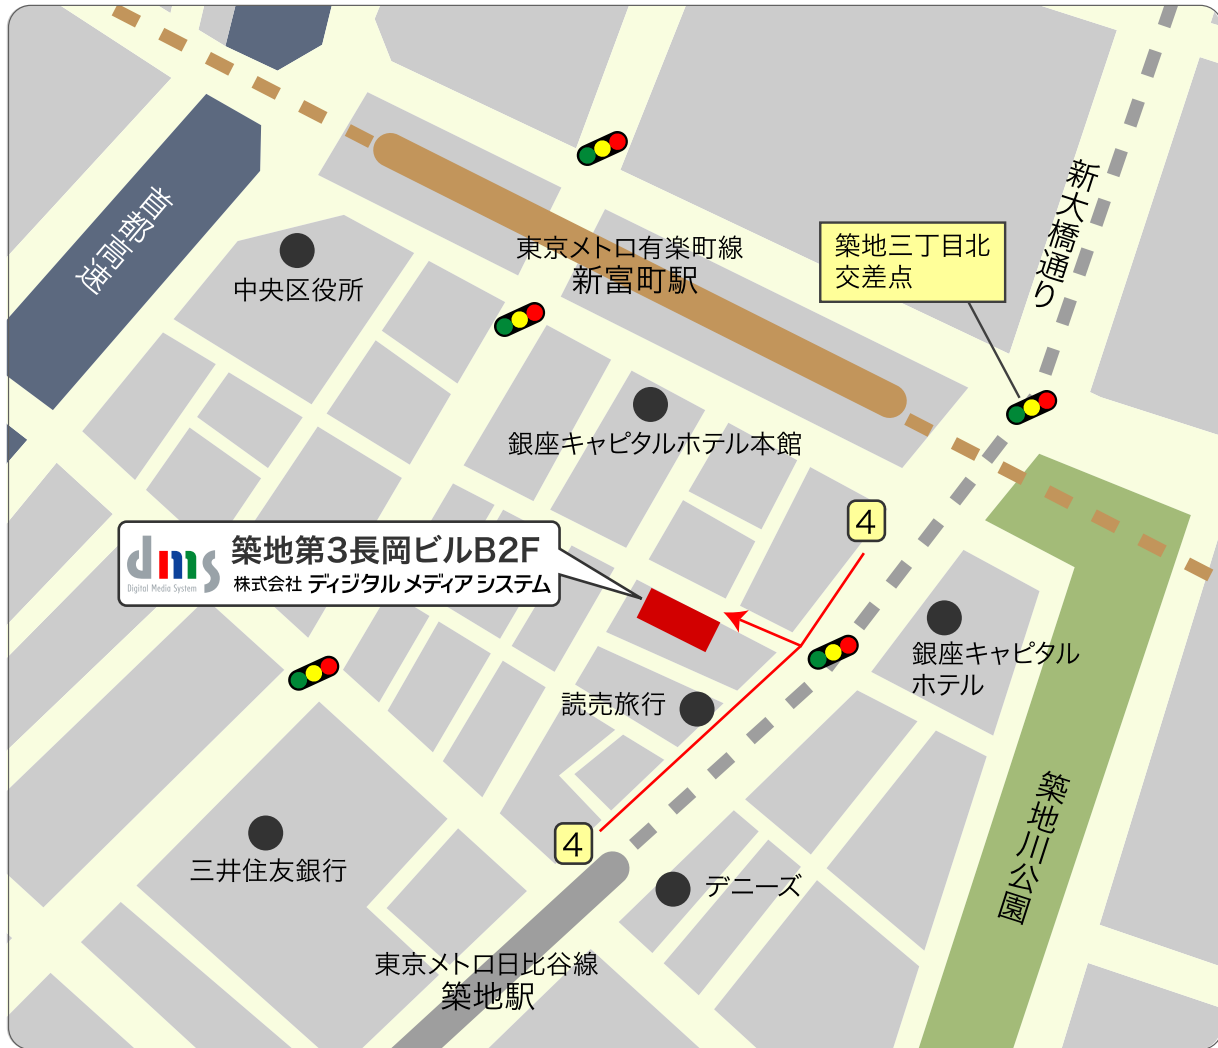 首都高速
中央区役所
東京メトロ有楽町線
新富町駅
築地三丁目北
交差点
新大橋通り
銀座キャピタルホテル本館
4
dms
Digital Media System
築地第3長岡ビルB2F
株式会社 ディジタル メディア システム
銀座キャピタル
ホテル
読売旅行
築地川公園
4
三井住友銀行
デニーズ
東京メトロ日比谷線
築地駅